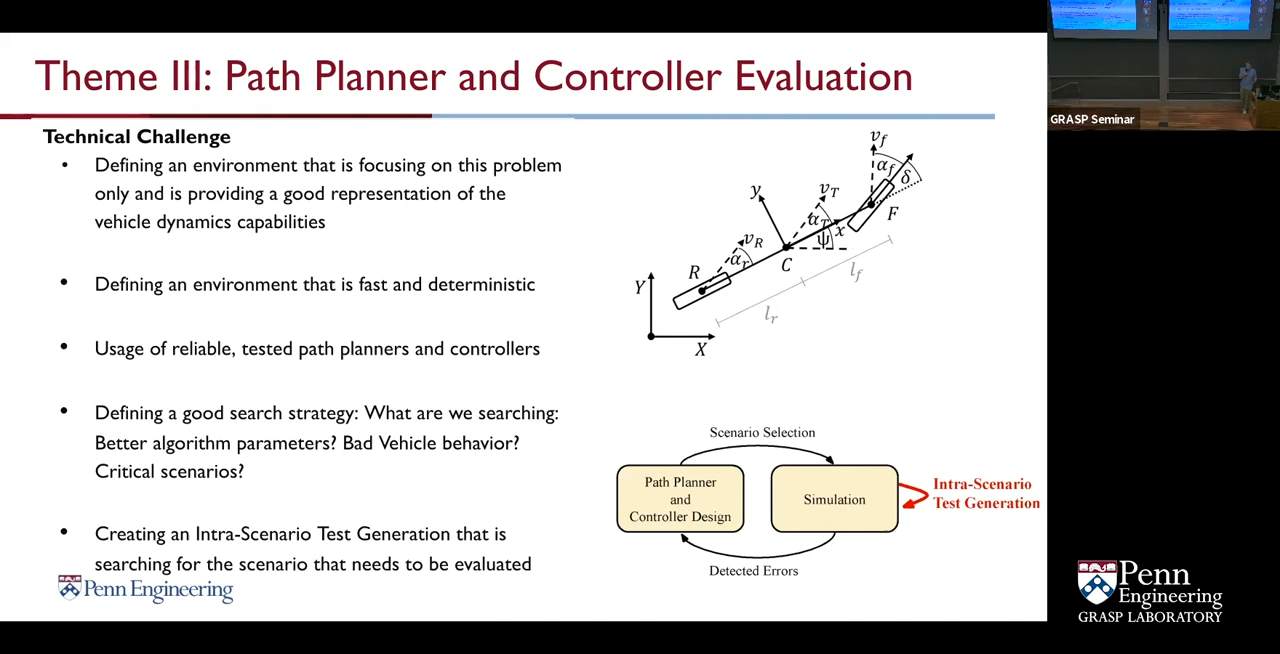 Theme III: Path Planner and Controller Evaluation
GRASP Seminar
Technical Challenge
• Defining an environment that is focusing on this problem
only and is providing a good representation of the
vehicle dynamics capabilities
• Defining an environment that is fast and deterministic
• Usage of reliable, tested path planners and controllers
• Defining a good search strategy: What are we searching:
Better algorithm parameters? Bad Vehicle behavior?
Critical scenarios?
• Creating an Intra-Scenario Test Generation that is
searching for the scenario that needs to be evaluated
Penn Engineering
v_f
α_f
δ
F
y
v_T
α_T
x
ψ
C
v_R
α_r
R
l_f
l_r
Y
X
Scenario Selection
Path Planner
and
Controller Design
Simulation
Intra-Scenario
Test Generation
Detected Errors
Penn
Engineering
GRASP LABORATORY